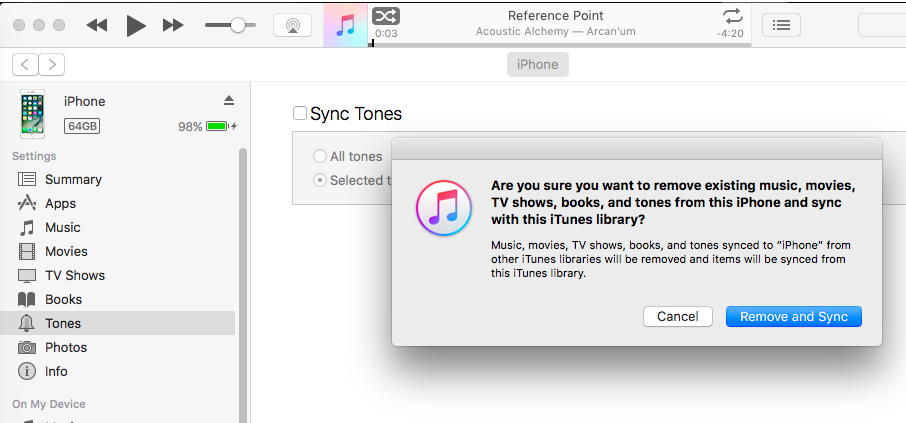 Reference Point
0:03
Acoustic Alchemy — Arcan'um
-4:20
iPhone
iPhone
64GB
98%
Settings
Summary
Apps
Music
Movies
TV Shows
Books
Tones
Photos
Info
On My Device
Sync Tones
All tones
Selected t
Are you sure you want to remove existing music, movies,
TV shows, books, and tones from this iPhone and sync
with this iTunes library?
Music, movies, TV shows, books, and tones synced to "iPhone" from
other iTunes libraries will be removed and items will be synced from
this iTunes library.
Cancel
Remove and Sync